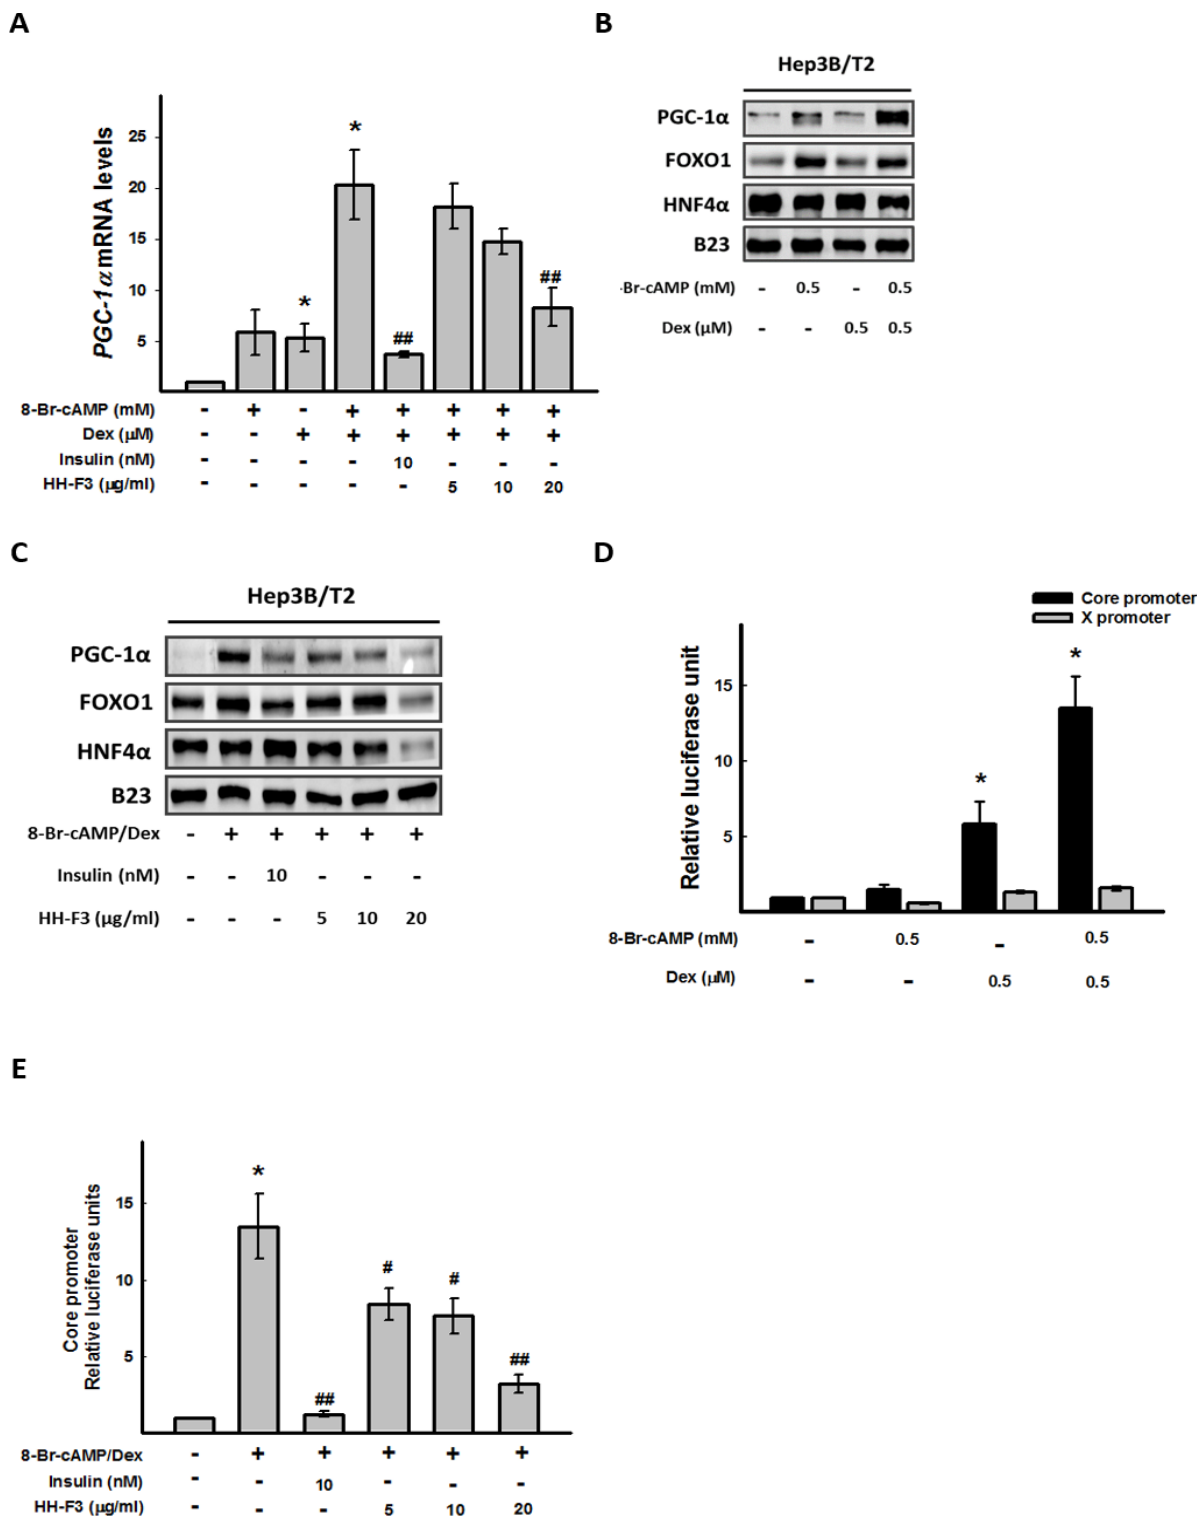 A
PGC-1α mRNA levels
25
20
15
10
5
*
*
##
##
8-Br-cAMP (mM) - + - + + + + +
Dex (μM) - - + + + + + +
Insulin (nM) - - - - 10 - - -
HH-F3 (μg/ml) - - - - - 5 10 20
B
Hep3B/T2
PGC-1α
FOXO1
HNF4α
B23
-Br-cAMP (mM) - 0.5 - 0.5
Dex (μM) - - 0.5 0.5
C
Hep3B/T2
PGC-1α
FOXO1
HNF4α
B23
8-Br-cAMP/Dex - + + + + +
Insulin (nM) - - 10 - - -
HH-F3 (μg/ml) - - - 5 10 20
D
Core promoter
X promoter
Relative luciferase unit
15
10
5
*
*
8-Br-cAMP (mM) - 0.5 - 0.5
Dex (μM) - - 0.5 0.5
E
Core promoter
Relative luciferase units
15
10
5
*
##
#
#
##
8-Br-cAMP/Dex - + + + + +
Insulin (nM) - - 10 - - -
HH-F3 (μg/ml) - - - 5 10 20